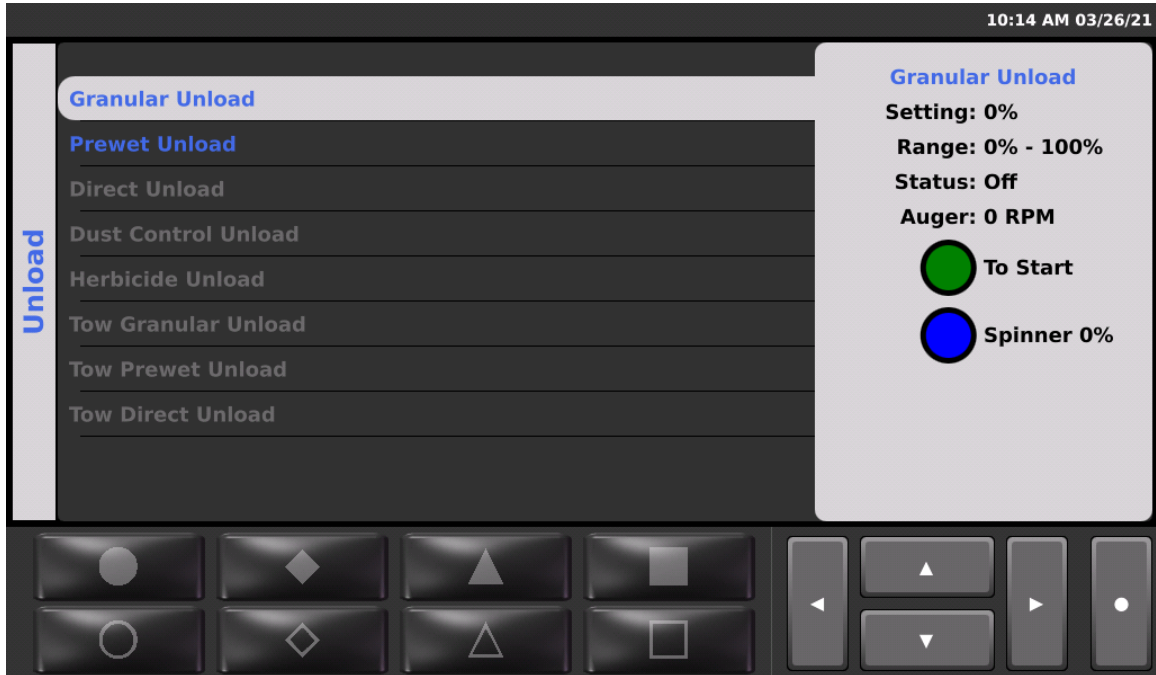 10:14 AM 03/26/21
Unload
Granular Unload
Prewet Unload
Direct Unload
Dust Control Unload
Herbicide Unload
Tow Granular Unload
Tow Prewet Unload
Tow Direct Unload
Granular Unload
Setting: 0%
Range: 0% - 100%
Status: Off
Auger: 0 RPM
To Start
Spinner 0%